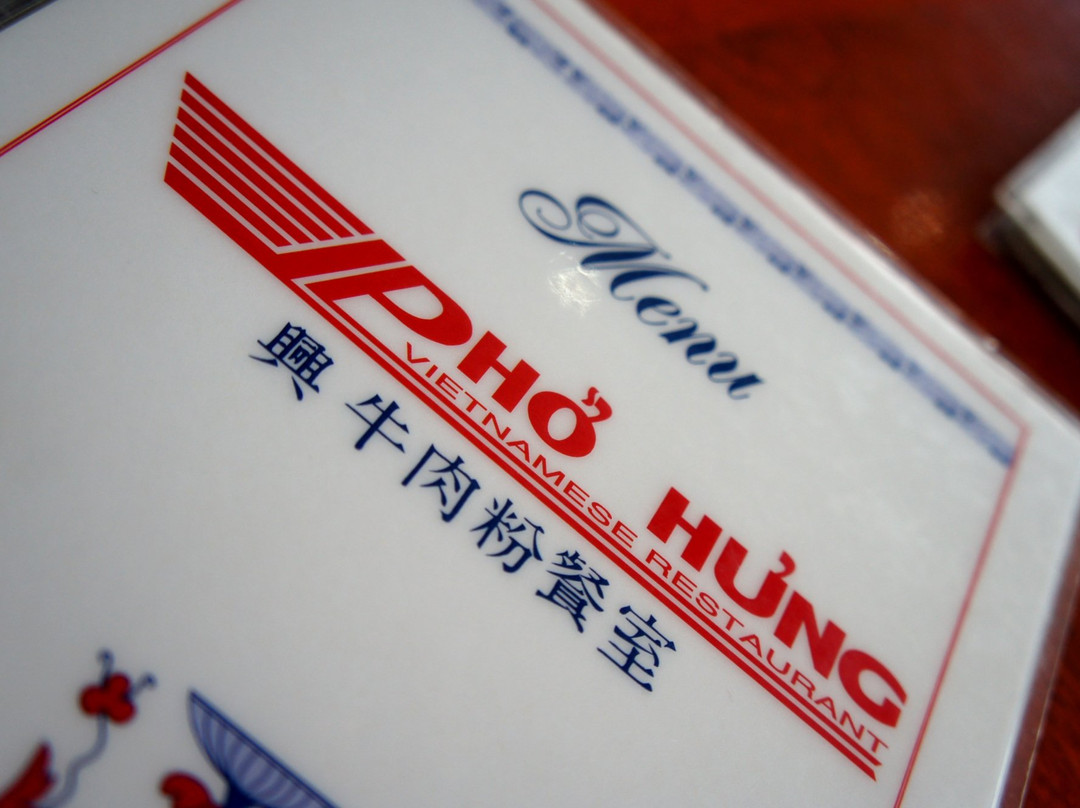 Menu
PHỞ HƯNG
VIETNAMESE RESTAURANT
興 牛肉粉餐室